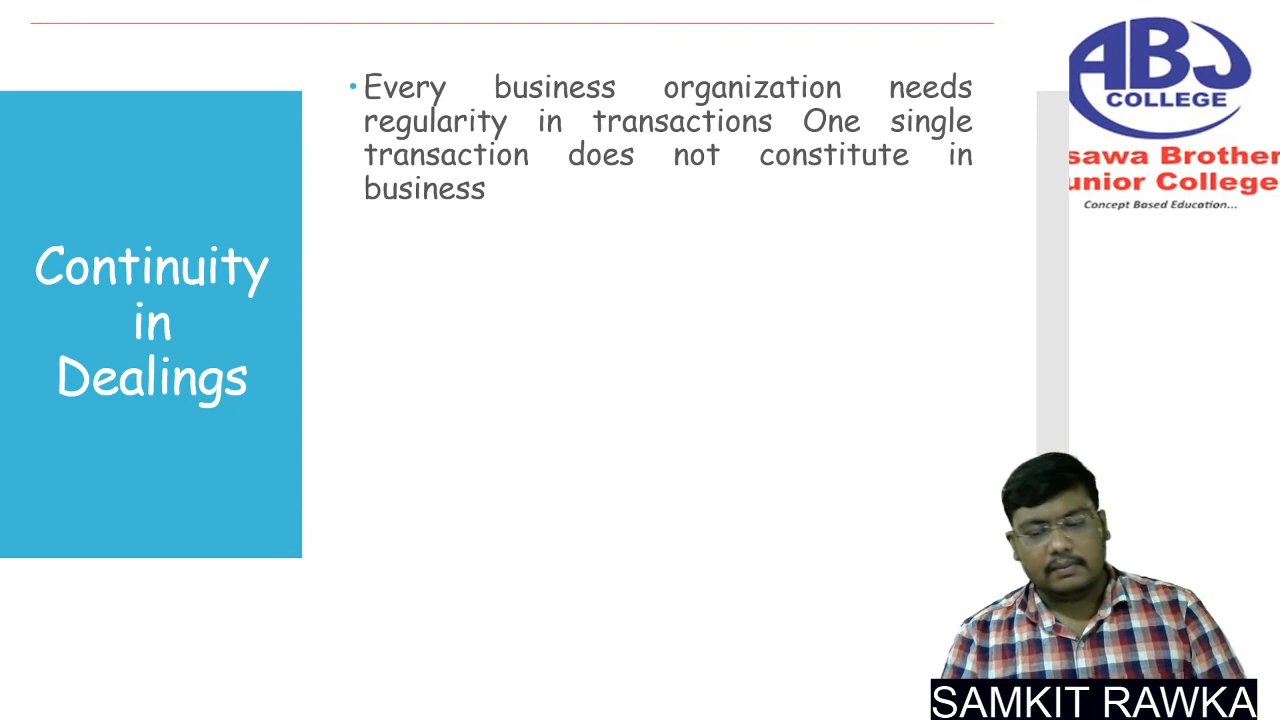 Continuity
in
Dealings
• Every business organization needs
regularity in transactions One single
transaction does not constitute in
business
ABJ
COLLEGE
sawa Brother
unior College
Concept Based Education...
SAMKIT RAWKA